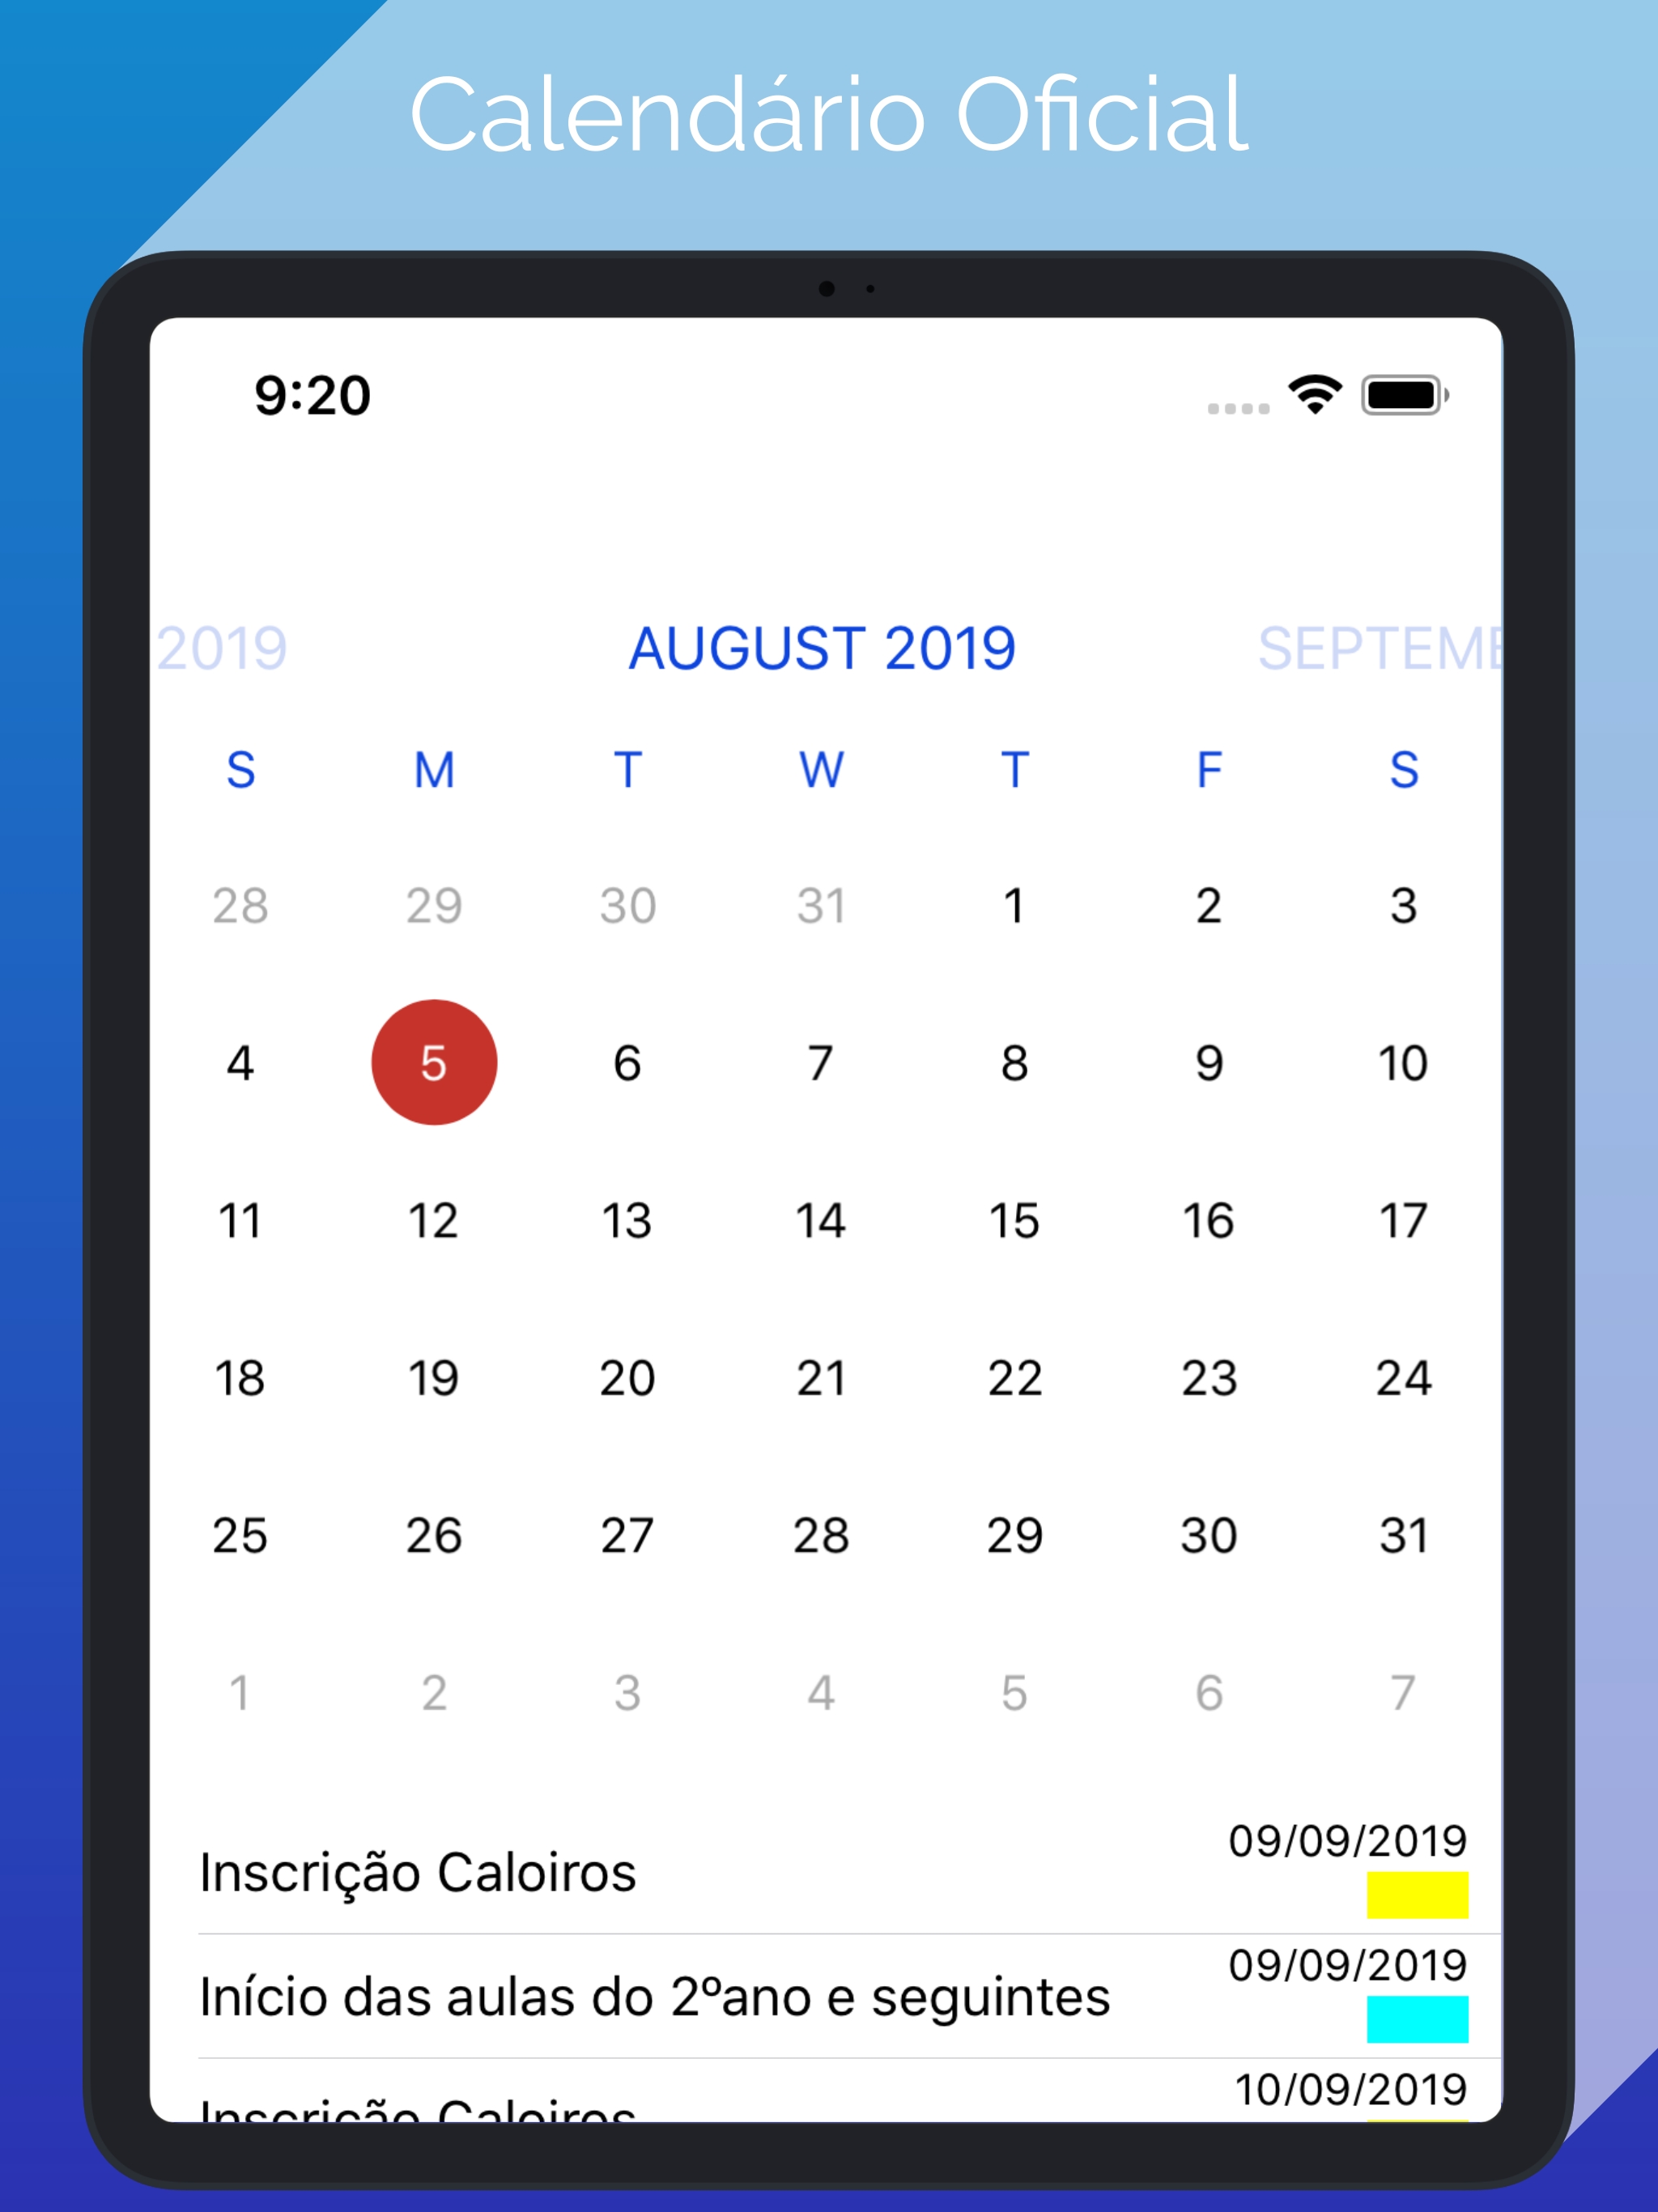 Calendário Oficial
9:20
2019 AUGUST 2019 SEPTEM
S M T W T F S
28 29 30 31 1 2 3
4 5 6 7 8 9 10
11 12 13 14 15 16 17
18 19 20 21 22 23 24
25 26 27 28 29 30 31
1 2 3 4 5 6 7
Inscrição Caloiros 09/09/2019
Início das aulas do 2ºano e seguintes 09/09/2019
Inscrição Caloiros 10/09/2019